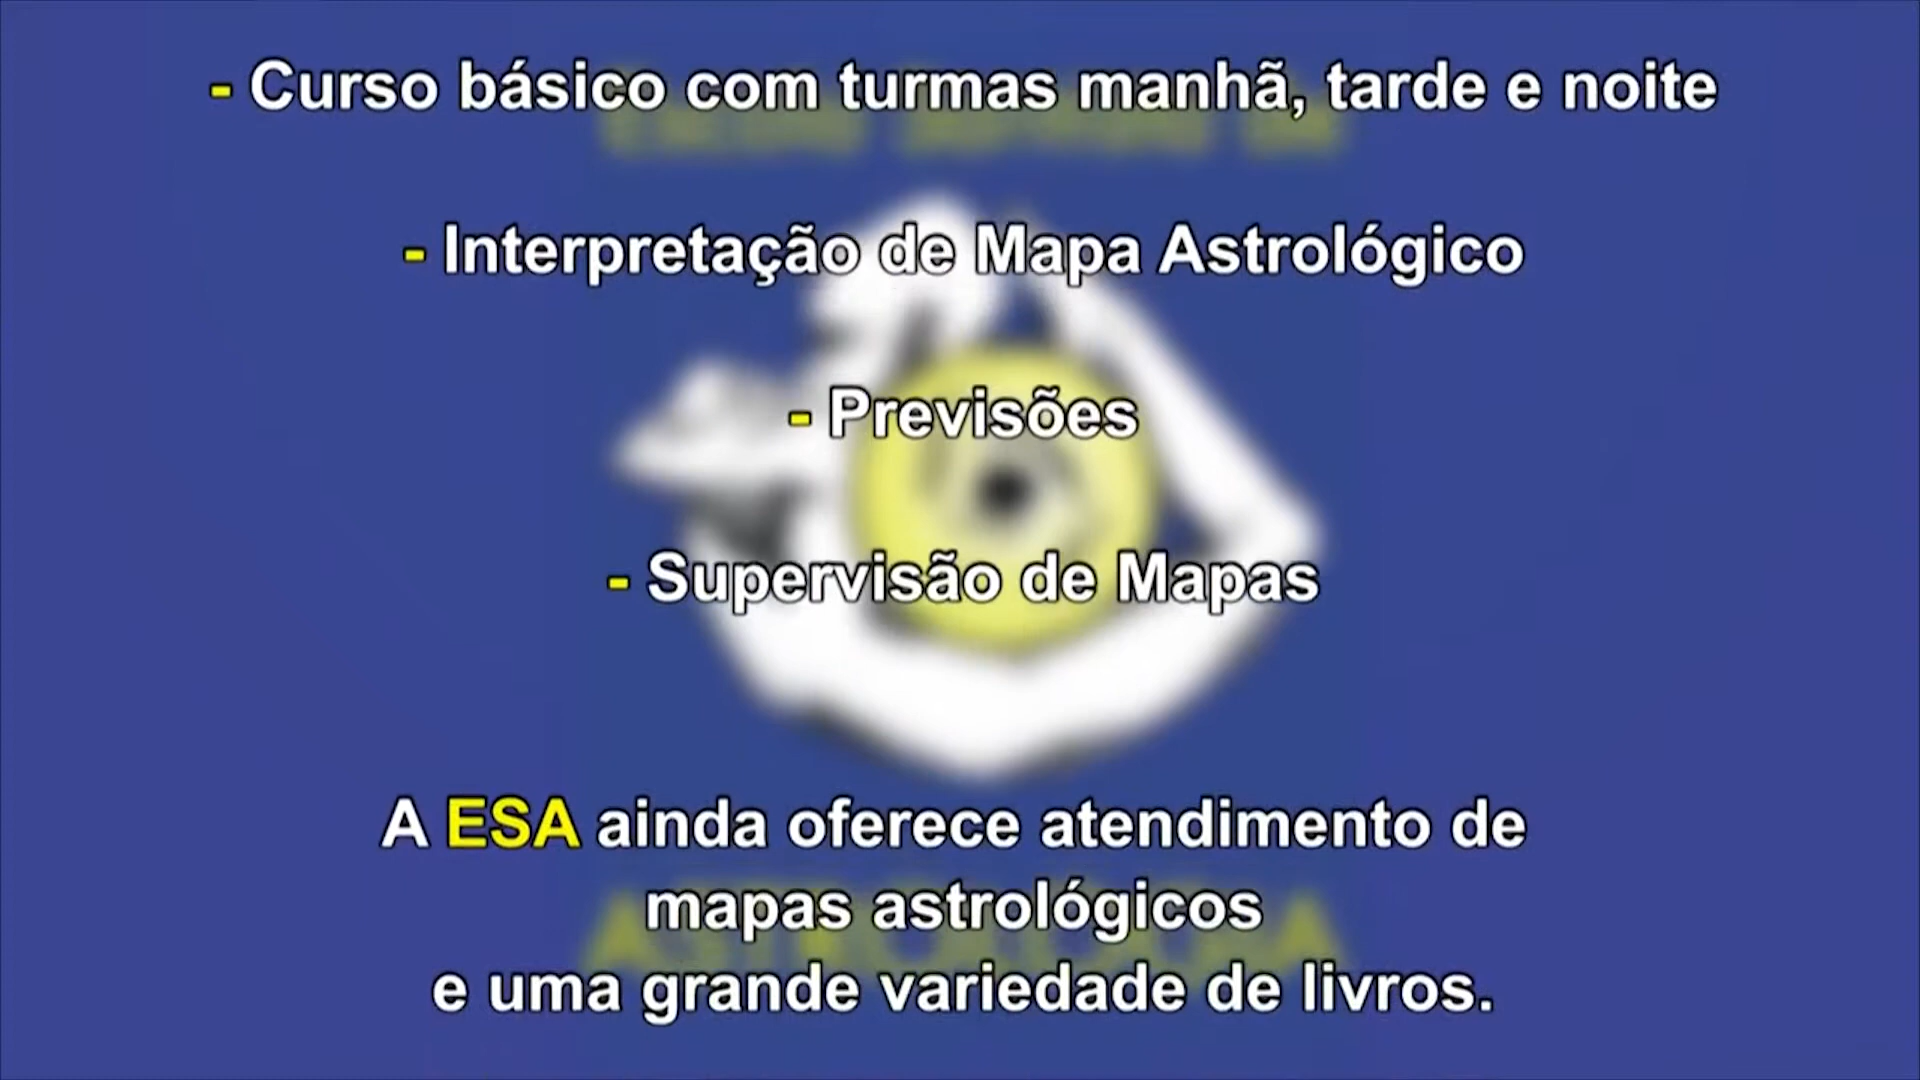 - Curso básico com turmas manhã, tarde e noite
- Interpretação de Mapa Astrológico
- Previsões
- Supervisão de Mapas
A ESA ainda oferece atendimento de
mapas astrológicos
e uma grande variedade de livros.